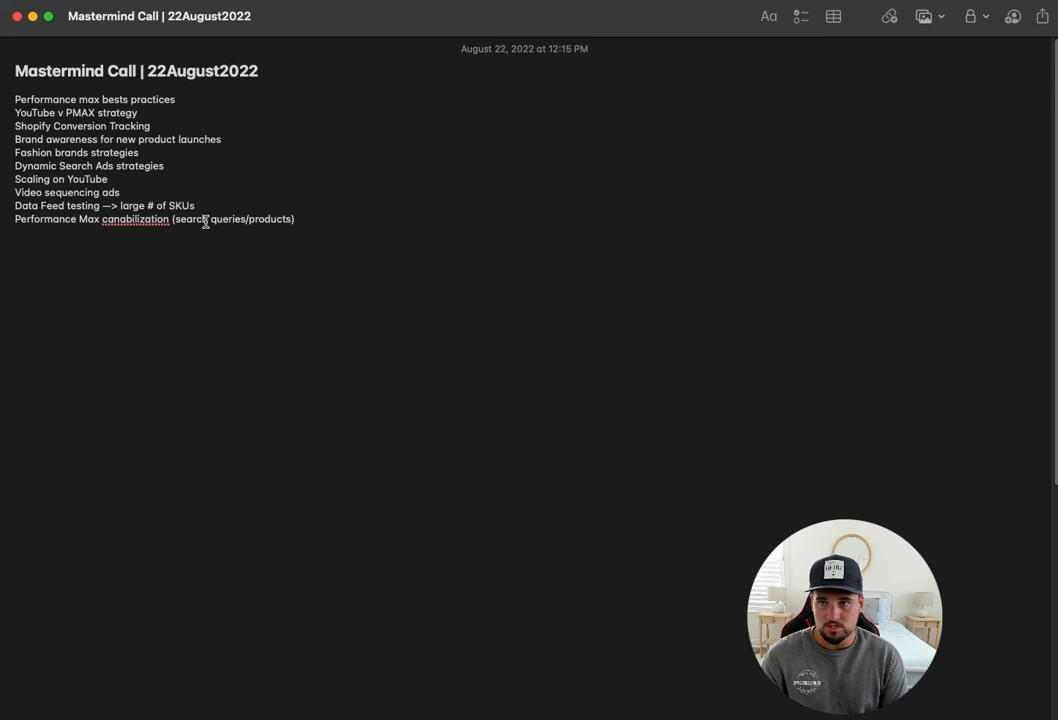 Mastermind Call | 22August2022
Aa
August 22, 2022 at 12:15 PM
Mastermind Call | 22August2022
Performance max bests practices
YouTube v PMAX strategy
Shopify Conversion Tracking
Brand awareness for new product launches
Fashion brands strategies
Dynamic Search Ads strategies
Scaling on YouTube
Video sequencing ads
Data Feed testing —> large # of SKUs
Performance Max canabilization (search queries/products)